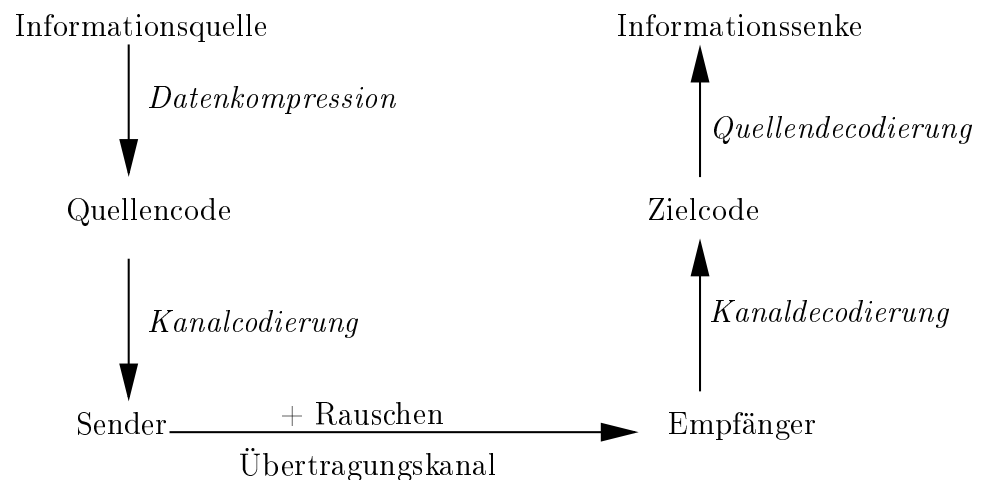 Informationsquelle
Informationssenke
Datenkompression
Quellendecodierung
Quellencode
Zielcode
Kanalcodierung
Kanaldecodierung
+ Rauschen
Sender
Empfänger
Übertragungskanal